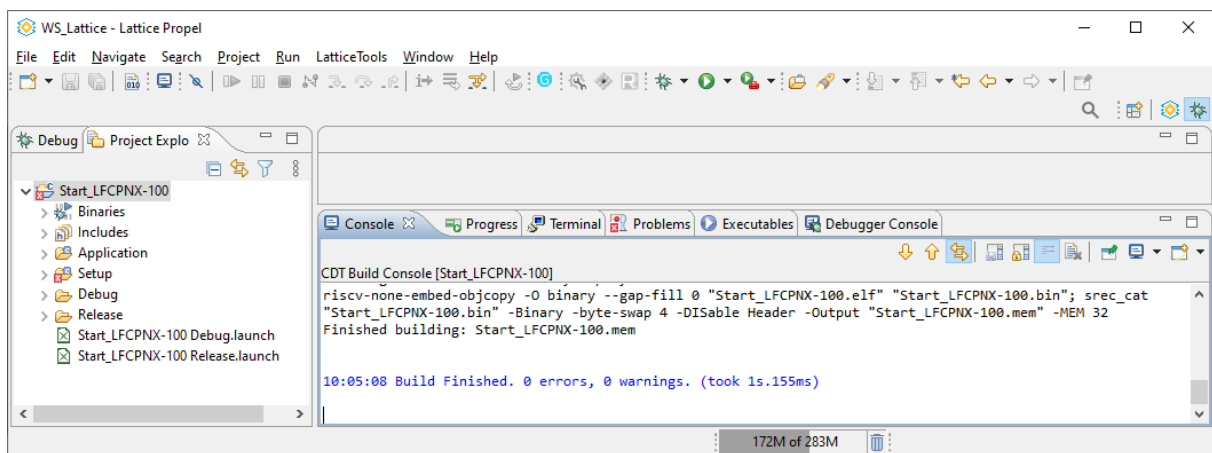 WS_Lattice - Lattice Propel
File Edit Navigate Search Project Run LatticeTools Window Help
Debug Project Explo
Start_LFCPNX-100
Binaries
Includes
Application
Setup
Debug
Release
Start_LFCPNX-100 Debug.launch
Start_LFCPNX-100 Release.launch
Console Progress Terminal Problems Executables Debugger Console
CDT Build Console [Start_LFCPNX-100]
riscv-none-embed-objcopy -O binary --gap-fill 0 "Start_LFCPNX-100.elf" "Start_LFCPNX-100.bin"; srec_cat
"Start_LFCPNX-100.bin" -Binary -byte-swap 4 -DISable Header -Output "Start_LFCPNX-100.mem" -MEM 32
Finished building: Start_LFCPNX-100.mem
10:05:08 Build Finished. 0 errors, 0 warnings. (took 1s.155ms)
172M of 283M